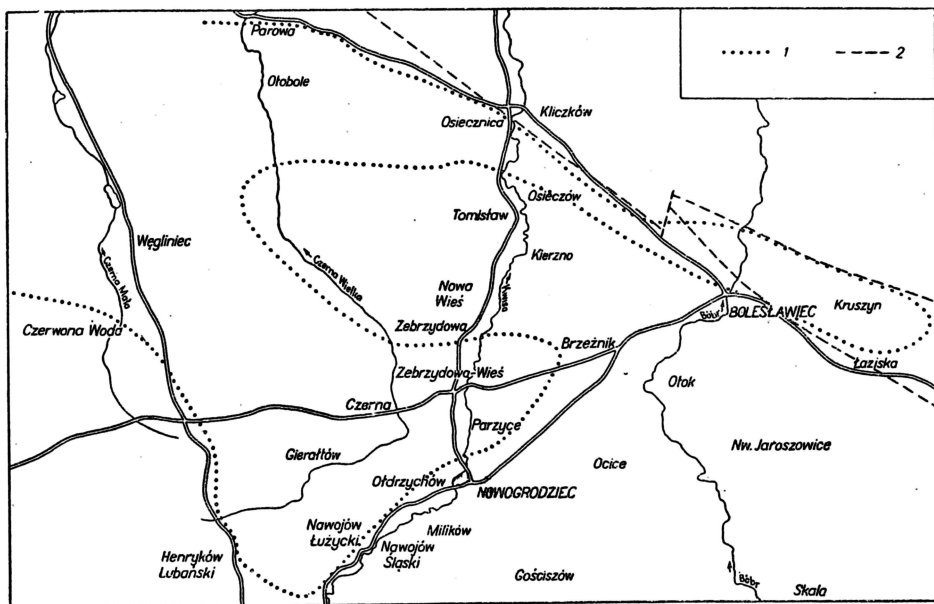 Parowa
1
2
Ołobole
Kliczków
Osiecznica
Osieczów
Tomisław
Węgliniec
Kierzno
Czerna Mała
Czerna Wielka
Kwisa
Nowa
Wieś
Kruszyn
Czerwona Woda
Zebrzydowa
Bóbr
BOLESŁAWIEC
Brzeźnik
Łaziska
Zebrzydowa-Wieś
Otok
Czerna
Parzyce
Nw. Jaroszowice
Gierałtów
Ocice
Ołdrzychów
NOWOGRODZIEC
Nawojów
Łużycki
Milików
Henryków
Lubański
Nawojów
Śląski
Gościszów
Bóbr
Skała